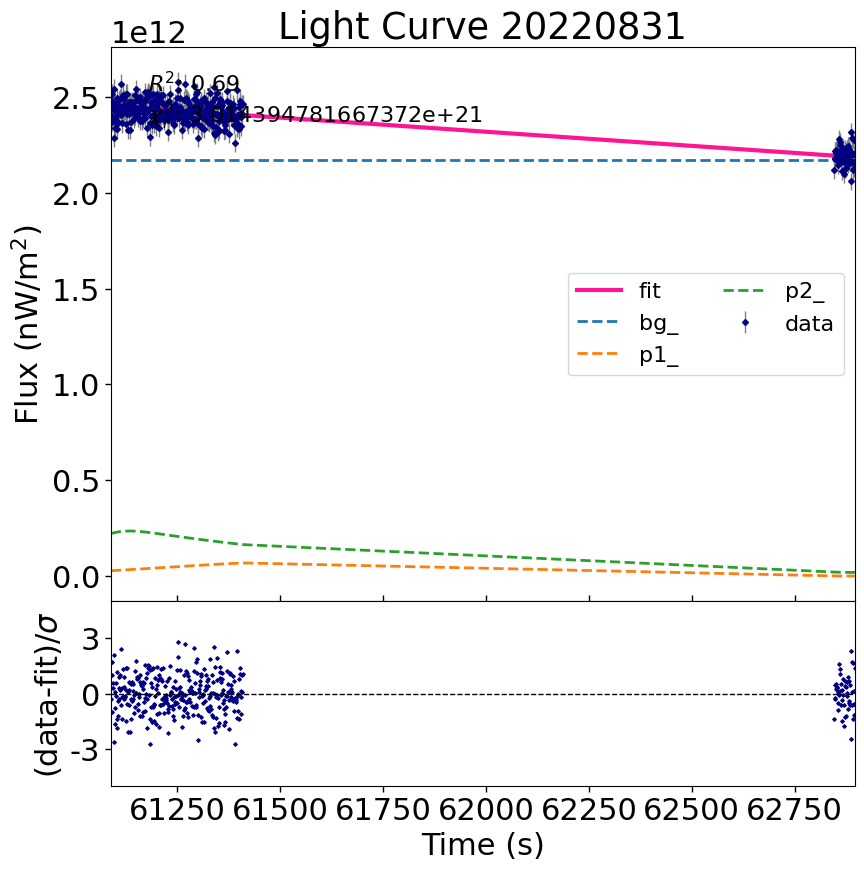 Light Curve 20220831
1e12
R²: 0.69
3.014394781667372e+21
2.5
2.0
1.5
1.0
0.5
0.0
Flux (nW/m²)
fit
bg_
p1_
p2_
data
3
0
-3
(data-fit)/σ
61250 61500 61750 62000 62250 62500 62750
Time (s)